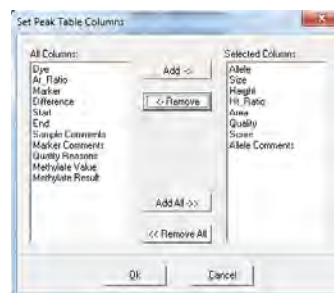 Set Peak Table Columns
All Columns:
Dye
Ar_Ratio
Marker
Difference
Start
End
Sample Comments
Marker Comments
Quality Reasons
Methylate Value
Methylate Result
Add ->
<- Remove
Add All ->>
<< Remove All
Selected Columns:
Allele
Size
Height
Ht_Ratio
Area
Quality
Score
Allele Comments
Ok
Cancel